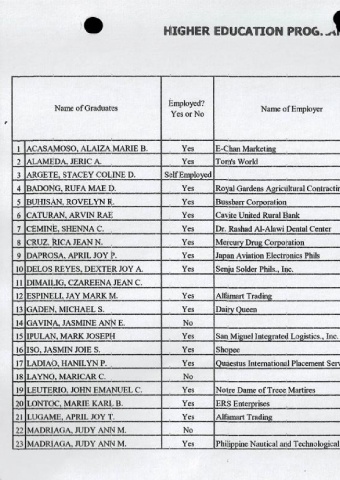 HIGHER EDUCATION PROGRA
Name of Graduates Employed? Yes or No Name of Employer
1 ACASAMOSO, ALAIZA MARIE B. Yes E-Chan Marketing
2 ALAMEDA, JERIC A. Yes Tom's World
3 ARGETE, STACEY COLINE D. Self Employed
4 BADONG, RUFA MAE D. Yes Royal Gardens Agricultural Contractin
5 BUHISAN, ROVELYN R. Yes Bussbarr Corporation
6 CATURAN, ARVIN RAE Yes Cavite United Rural Bank
7 CEMINE, SHENNA C. Yes Dr. Rashad Al-Alawi Dental Center
8 CRUZ. RICA JEAN N. Yes Mercury Drug Corporation
9 DAPROSA, APRIL JOY P. Yes Japan Aviation Electronics Phils
10 DELOS REYES, DEXTER JOY A. Yes Senju Solder Phils., Inc.
11 DIMAILIG, CZAREENA JEAN C.
12 ESPINELI, JAY MARK M. Yes Alfamart Trading
13 GADEN, MICHAEL S. Yes Dairy Queen
14 GAVINA, JASMINE ANN E. No
15 IPULAN, MARK JOSEPH Yes San Miguel Integrated Logistics., Inc.
16 ISO, JASMIN JOIE S. Yes Shopee
17 LADIAO, HANILYN P. Yes Quaestus International Placement Serv
18 LAYNO, MARICAR C. No
19 LEUTERIO, JOHN EMANUEL C. Yes Notre Dame of Trece Martires
20 LONTOC, MARIE KARL B. Yes ERS Enterprises
21 LUGAME, APRIL JOY T. Yes Alfamart Trading
22 MADRIAGA, JUDY ANN M. No
23 MADRIAGA, JUDY ANN M. Yes Philippine Nautical and Technological